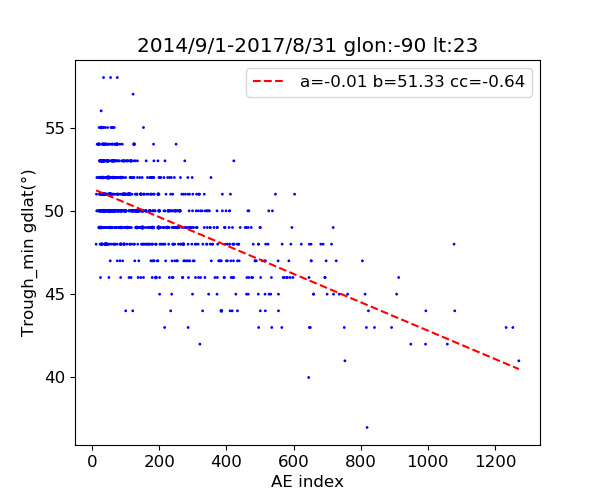 2014/9/1-2017/8/31 glon:-90 lt:23
a=-0.01 b=51.33 cc=-0.64
Trough_min gdlat(°)
55
50
45
40
0 200 400 600 800 1000 1200
AE index